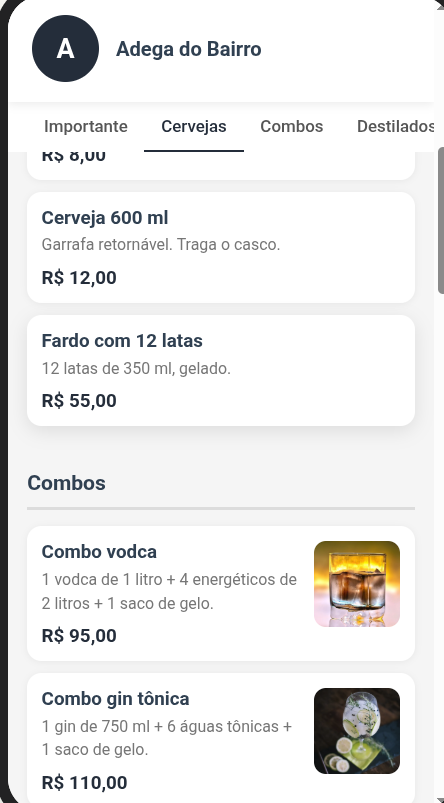 A
Adega do Bairro
Importante
Cervejas
Combos
Destilados
R$ 8,00
Cerveja 600 ml
Garrafa retornável. Traga o casco.
R$ 12,00
Fardo com 12 latas
12 latas de 350 ml, gelado.
R$ 55,00
Combos
Combo vodca
1 vodca de 1 litro + 4 energéticos de
2 litros + 1 saco de gelo.
R$ 95,00
Combo gin tônica
1 gin de 750 ml + 6 águas tônicas +
1 saco de gelo.
R$ 110,00